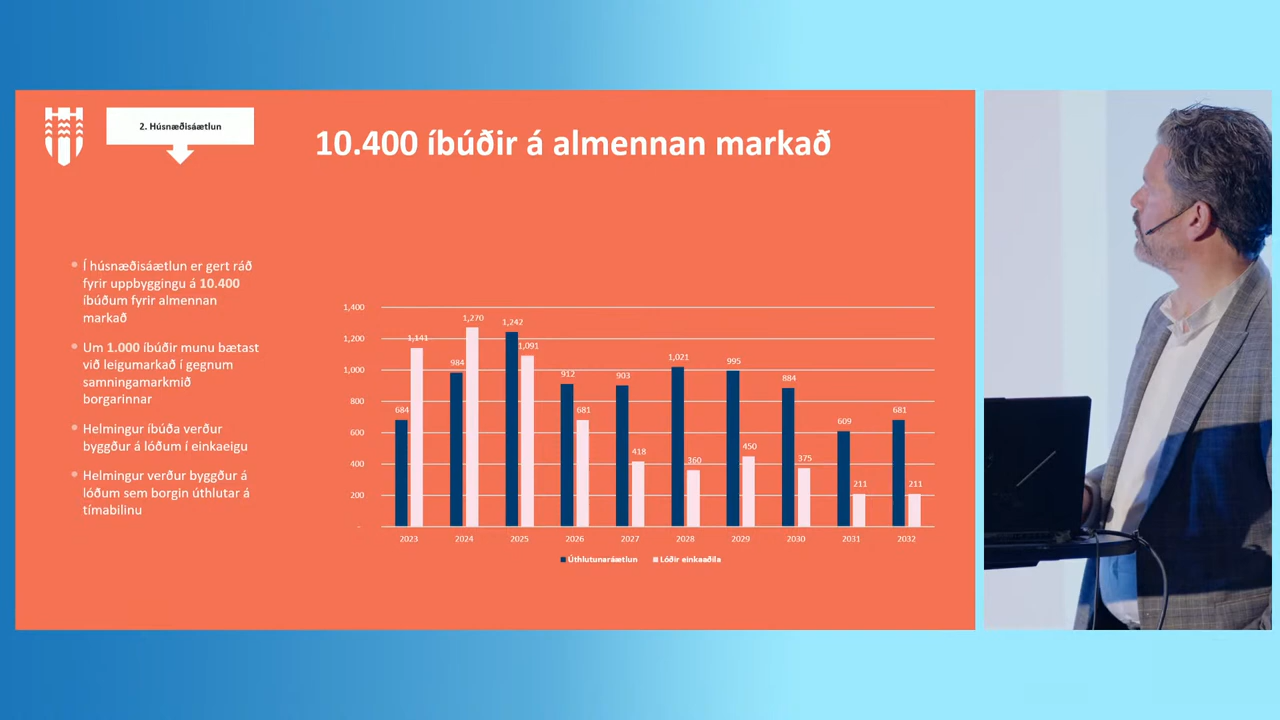 2. Húsnæðisáætlun
10.400 íbúðir á almennan markað
Í húsnæðisáætlun er gert ráð
fyrir uppbyggingu á 10.400
íbúðum fyrir almennan
markað
Um 1.000 íbúðir munu bætast
við leigumarkað í gegnum
samningamarkmið
borgarinnar
Helmingur íbúða verður
byggður á lóðum í einkaeigu
Helmingur verður byggður á
lóðum sem borgin úthlutar á
tímabilinu
1,400
1,200
1,000
800
600
400
200
-
684
1,141
984
1,270
1,242
1,091
912
681
903
418
1,021
360
995
450
884
375
609
211
681
211
2023
2024
2025
2026
2027
2028
2029
2030
2031
2032
Úthlutunaráætlun
Lóðir einkaaðila